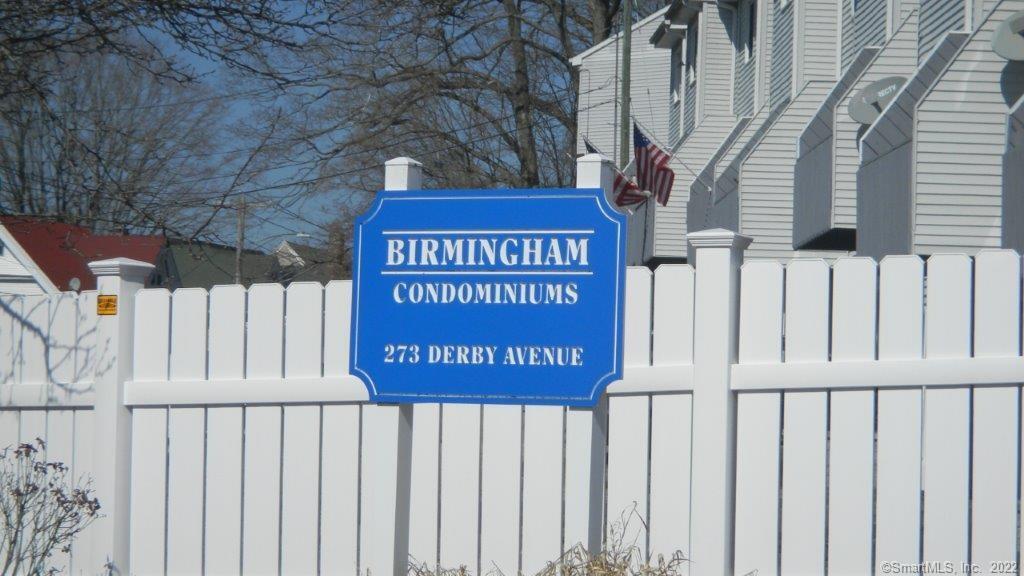 BIRMINGHAM
CONDOMINIUMS
273 DERBY AVENUE
©SmartMLS, Inc. 2022